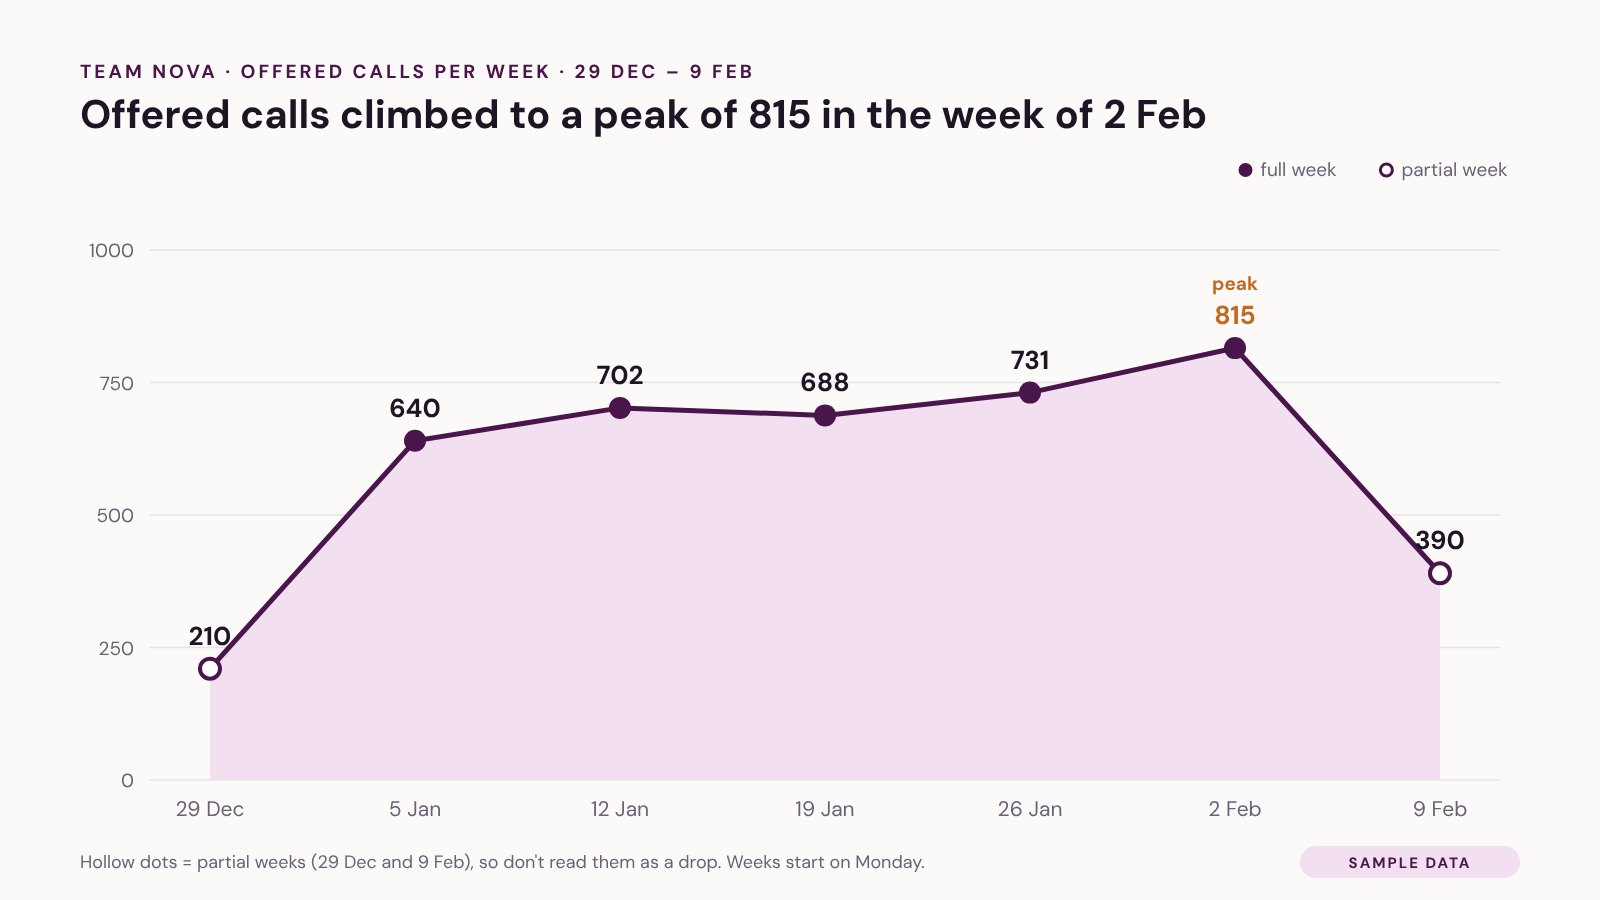 TEAM NOVA · OFFERED CALLS PER WEEK · 29 DEC – 9 FEB
Offered calls climbed to a peak of 815 in the week of 2 Feb
full week
partial week
1000
peak
815
750
731
702
688
640
500
390
250
210
0
29 Dec
5 Jan
12 Jan
19 Jan
26 Jan
2 Feb
9 Feb
Hollow dots = partial weeks (29 Dec and 9 Feb), so don't read them as a drop. Weeks start on Monday.
SAMPLE DATA